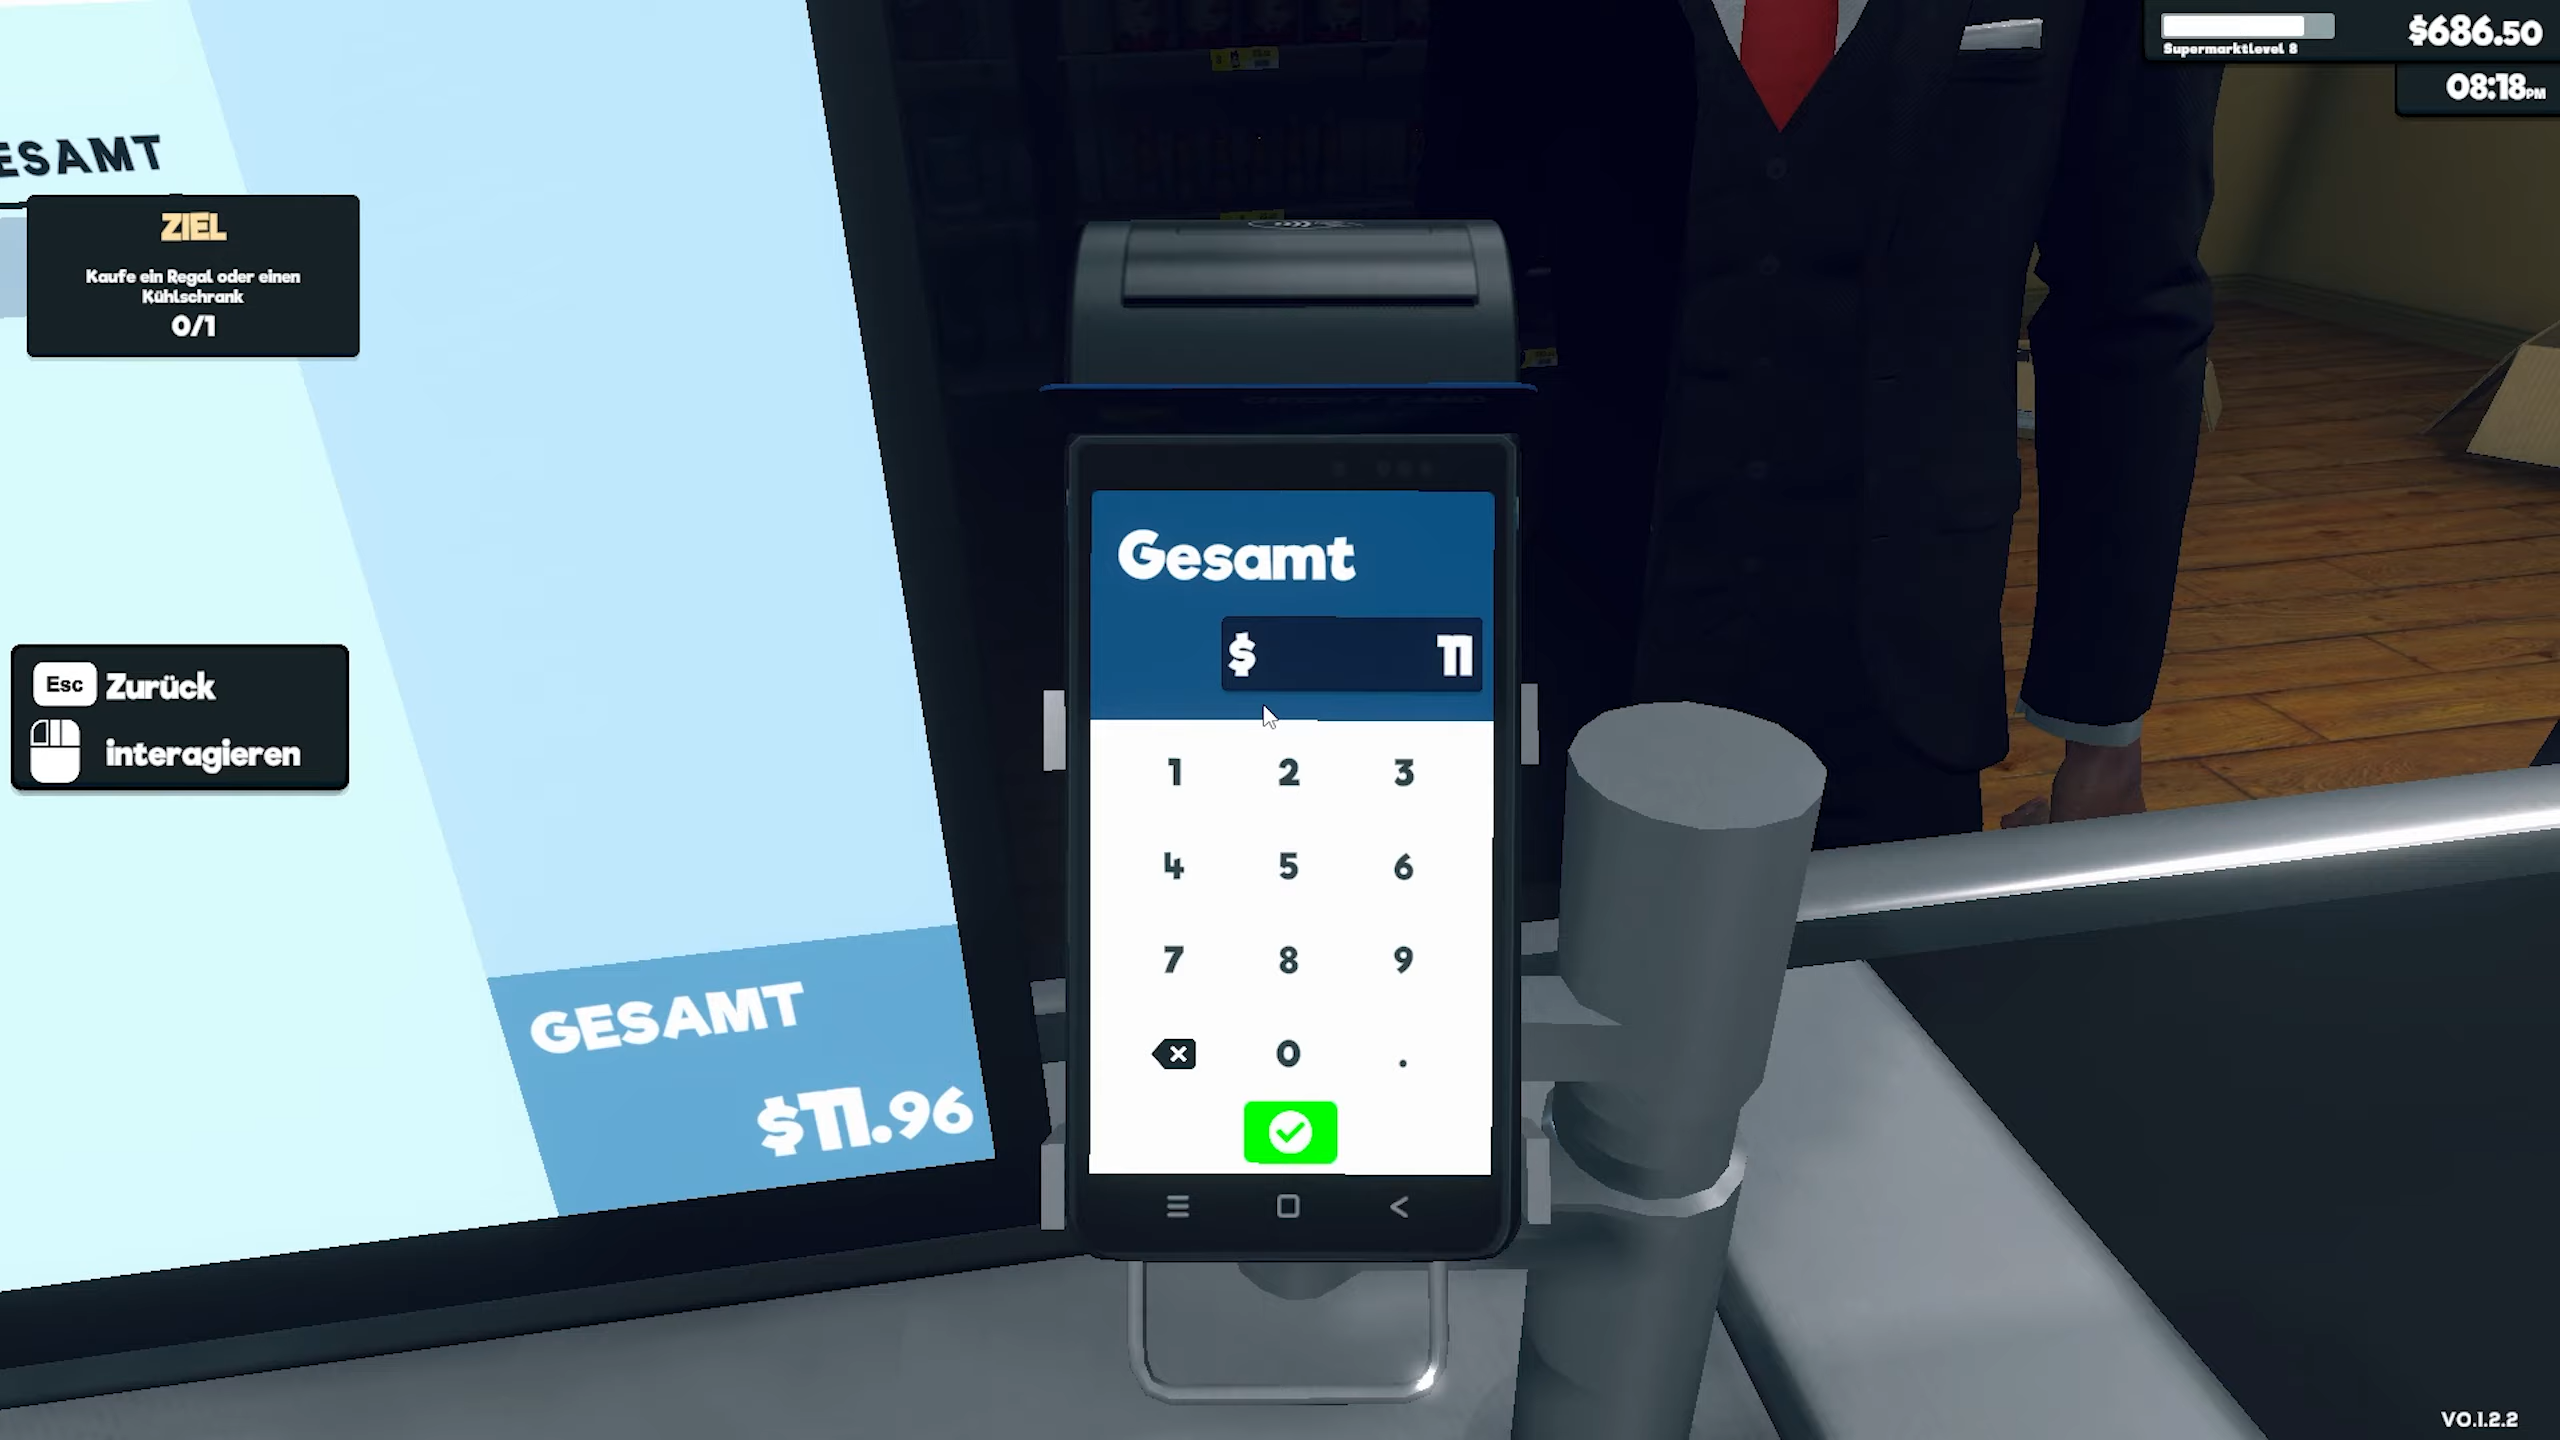 $686.50
Supermarktlevel 8
08:18PM
ESAMT
ZIEL
Kaufe ein Regal oder einen
Kühlschrank
0/1
Gesamt
$ 11
Esc Zurück
interagieren
1 2 3
4 5 6
7 8 9
0 .
GESAMT
$11.96
V0.1.2.2